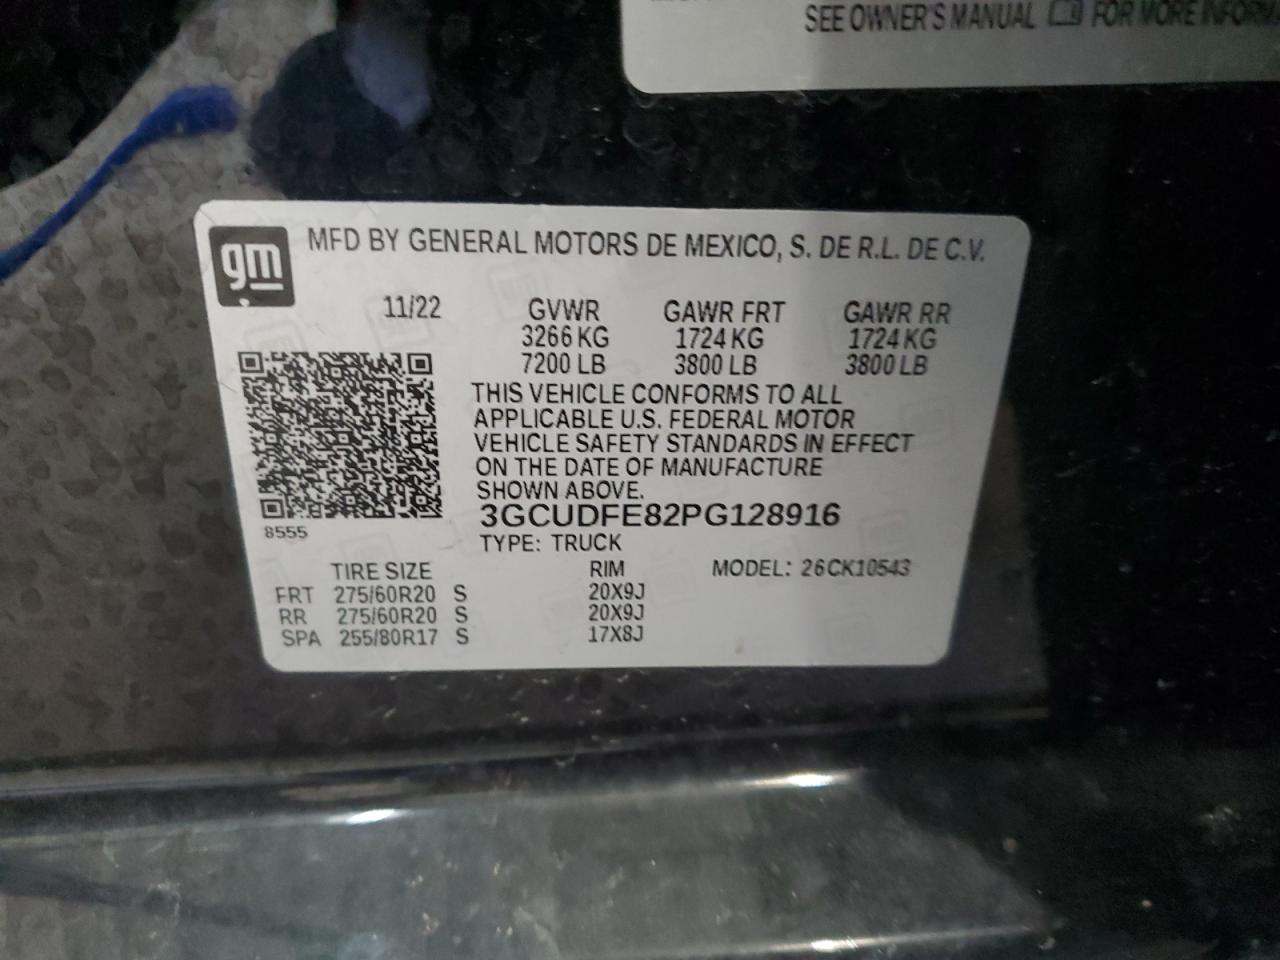 SEE OWNER'S MANUAL FOR MORE
gm
MFD BY GENERAL MOTORS DE MEXICO, S. DE R.L. DE C.V.
11/22 GVWR GAWR FRT GAWR RR
3266 KG 1724 KG 1724 KG
7200 LB 3800 LB 3800 LB
THIS VEHICLE CONFORMS TO ALL
APPLICABLE U.S. FEDERAL MOTOR
VEHICLE SAFETY STANDARDS IN EFFECT
ON THE DATE OF MANUFACTURE
SHOWN ABOVE.
3GCUDFE82PG128916
8555
TYPE: TRUCK
TIRE SIZE RIM MODEL: 26CK10543
FRT 275/60R20 S 20X9J
RR 275/60R20 S 20X9J
SPA 255/80R17 S 17X8J